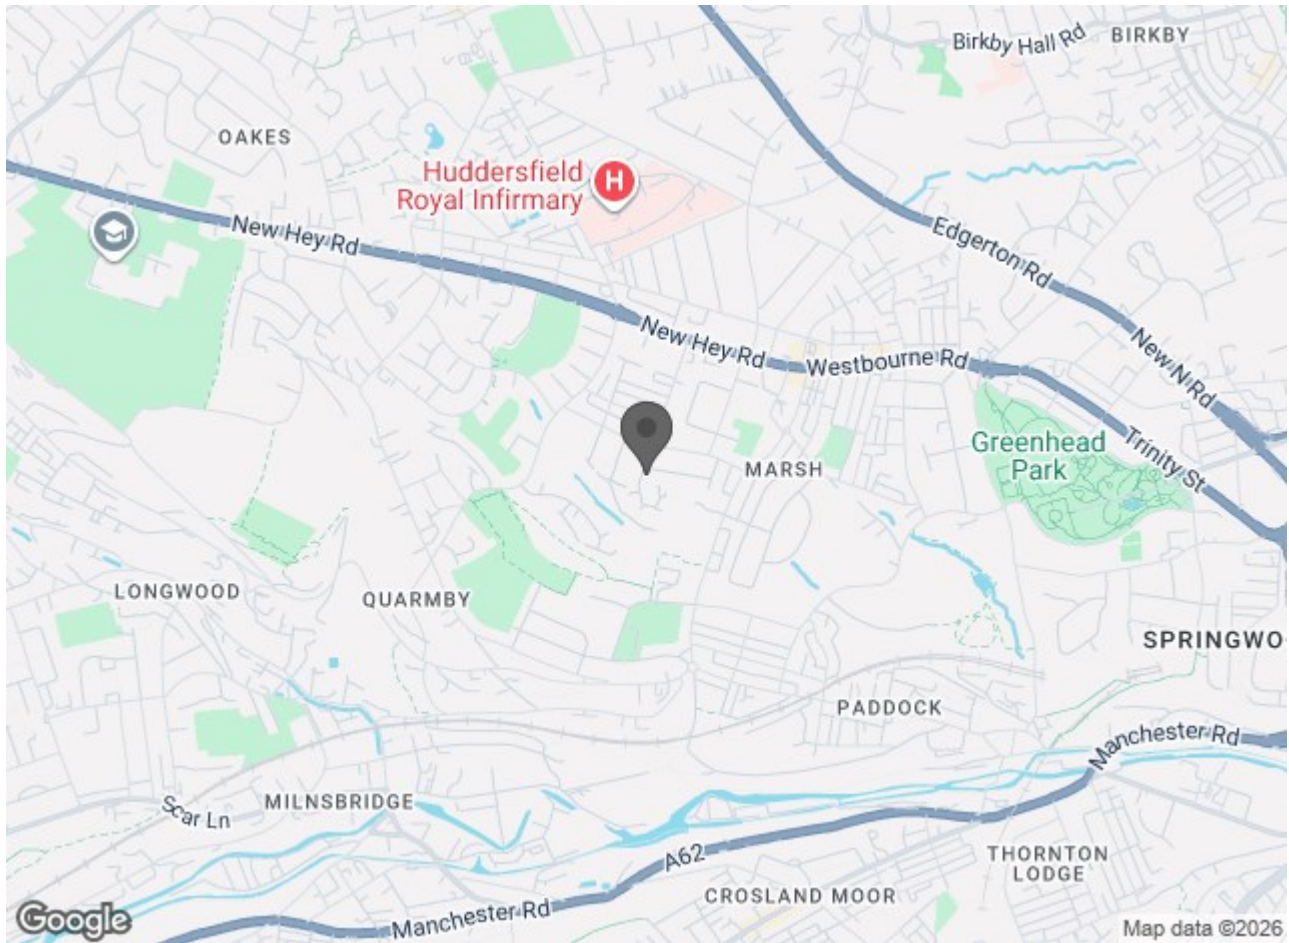 Birkby Hall Rd
BIRKBY
OAKES
Huddersfield
Royal Infirmary
H
New Hey Rd
Edgerton Rd
New Hey Rd
Westbourne Rd
New N Rd
Greenhead
Park
Trinity St
MARSH
LONGWOOD
QUARMBY
SPRINGWO
PADDOCK
Manchester Rd
Scar Ln
MILNSBRIDGE
A62
THORNTON
LODGE
CROSLAND MOOR
Manchester Rd
Google
Map data ©2026